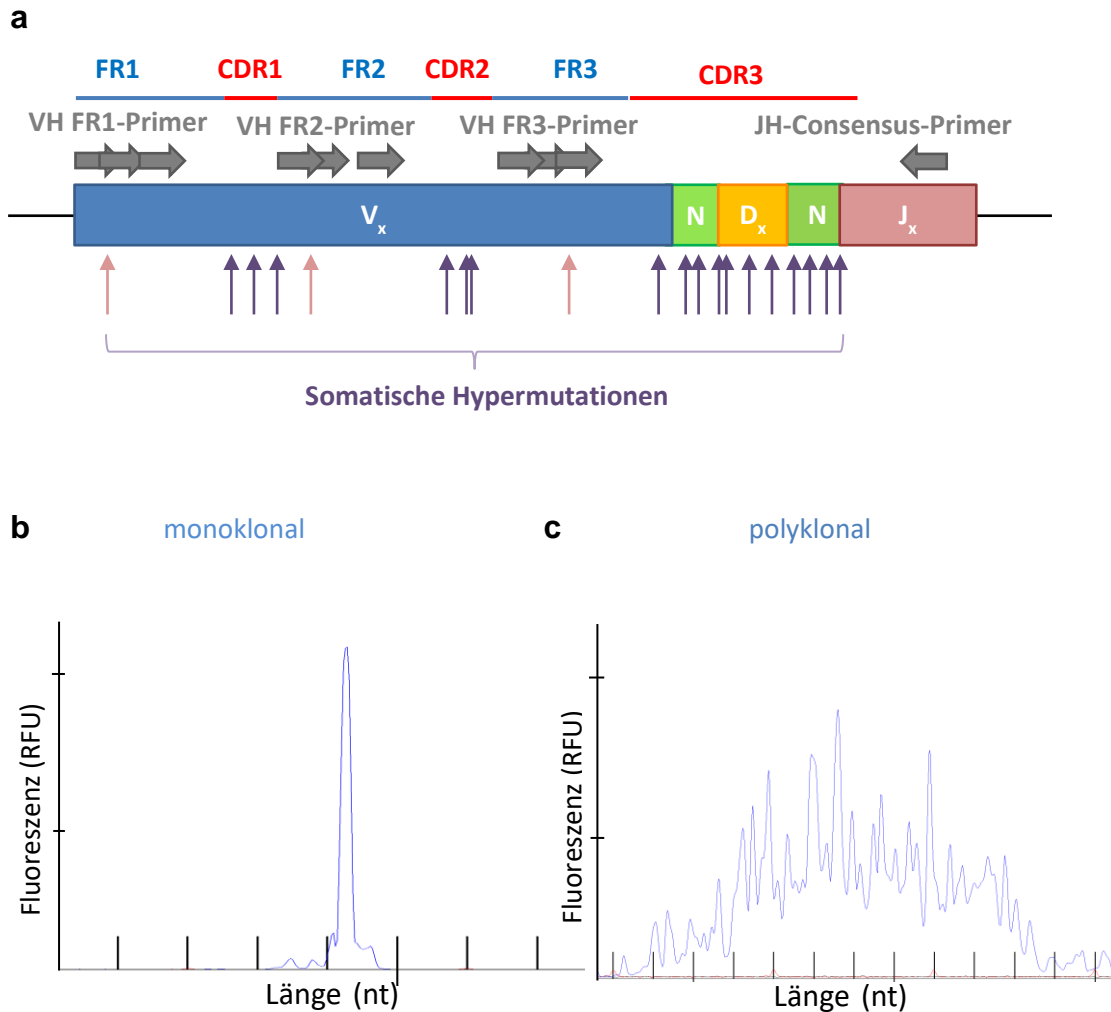 a
FR1 CDR1 FR2 CDR2 FR3 CDR3
VH FR1-Primer VH FR2-Primer VH FR3-Primer JH-Consensus-Primer
Vx N Dx N Jx
Somatische Hypermutationen
b monoklonal
c polyklonal
Fluoreszenz (RFU)
Länge (nt)
Fluoreszenz (RFU)
Länge (nt)